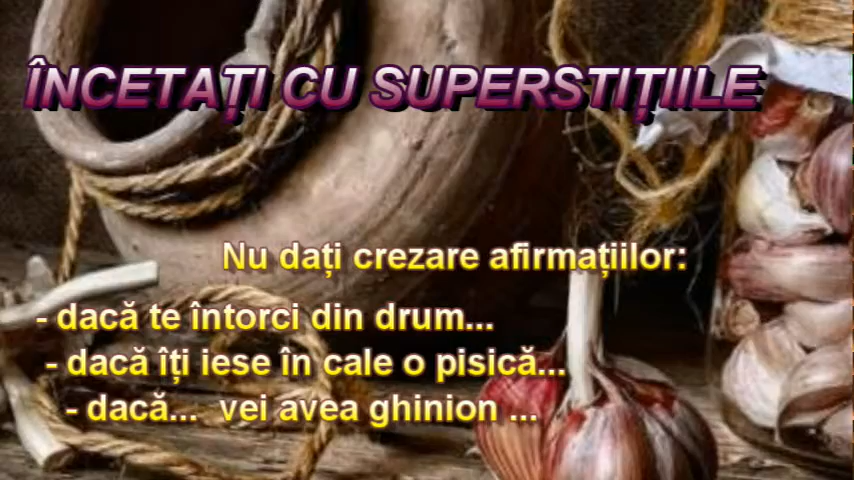 ÎNCETAȚI CU SUPERSTIȚIILE
Nu dați crezare afirmațiilor:
- dacă te întorci din drum...
- dacă îți iese în cale o pisică...
- dacă... vei avea ghinion ...